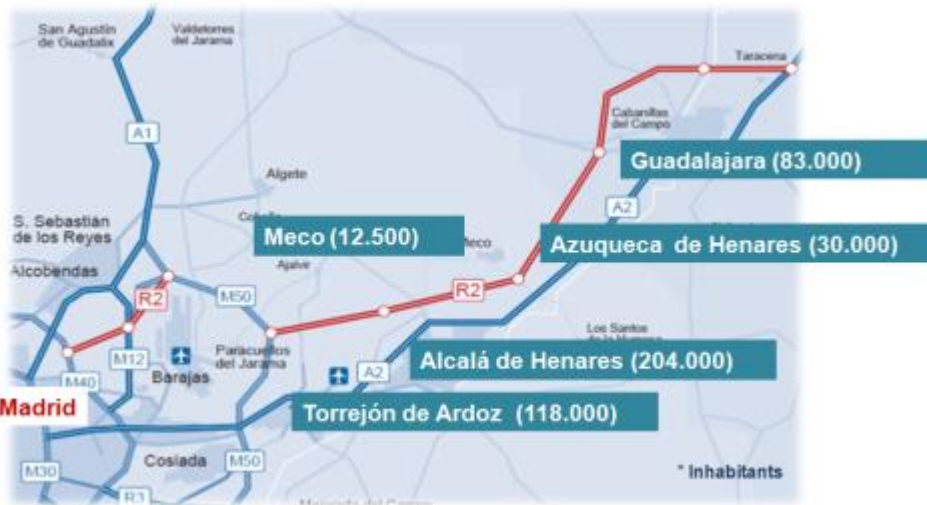 San Agustín
de Guadalix
Valdetorres
del Jarama
Taracena
A1
Cabanillas
del Campo
Guadalajara (83.000)
Algete
A2
S. Sebastián
de los Reyes
Meco (12.500)
Meco
Azuqueca de Henares (30.000)
Ajalvir
Alcobendas
R2
M50
R2
Los Santos
Paracuellos
del Jarama
M12
Barajas
A2
Alcalá de Henares (204.000)
M40
Madrid
Torrejón de Ardoz (118.000)
Coslada
M50
M30
* Inhabitants
R3